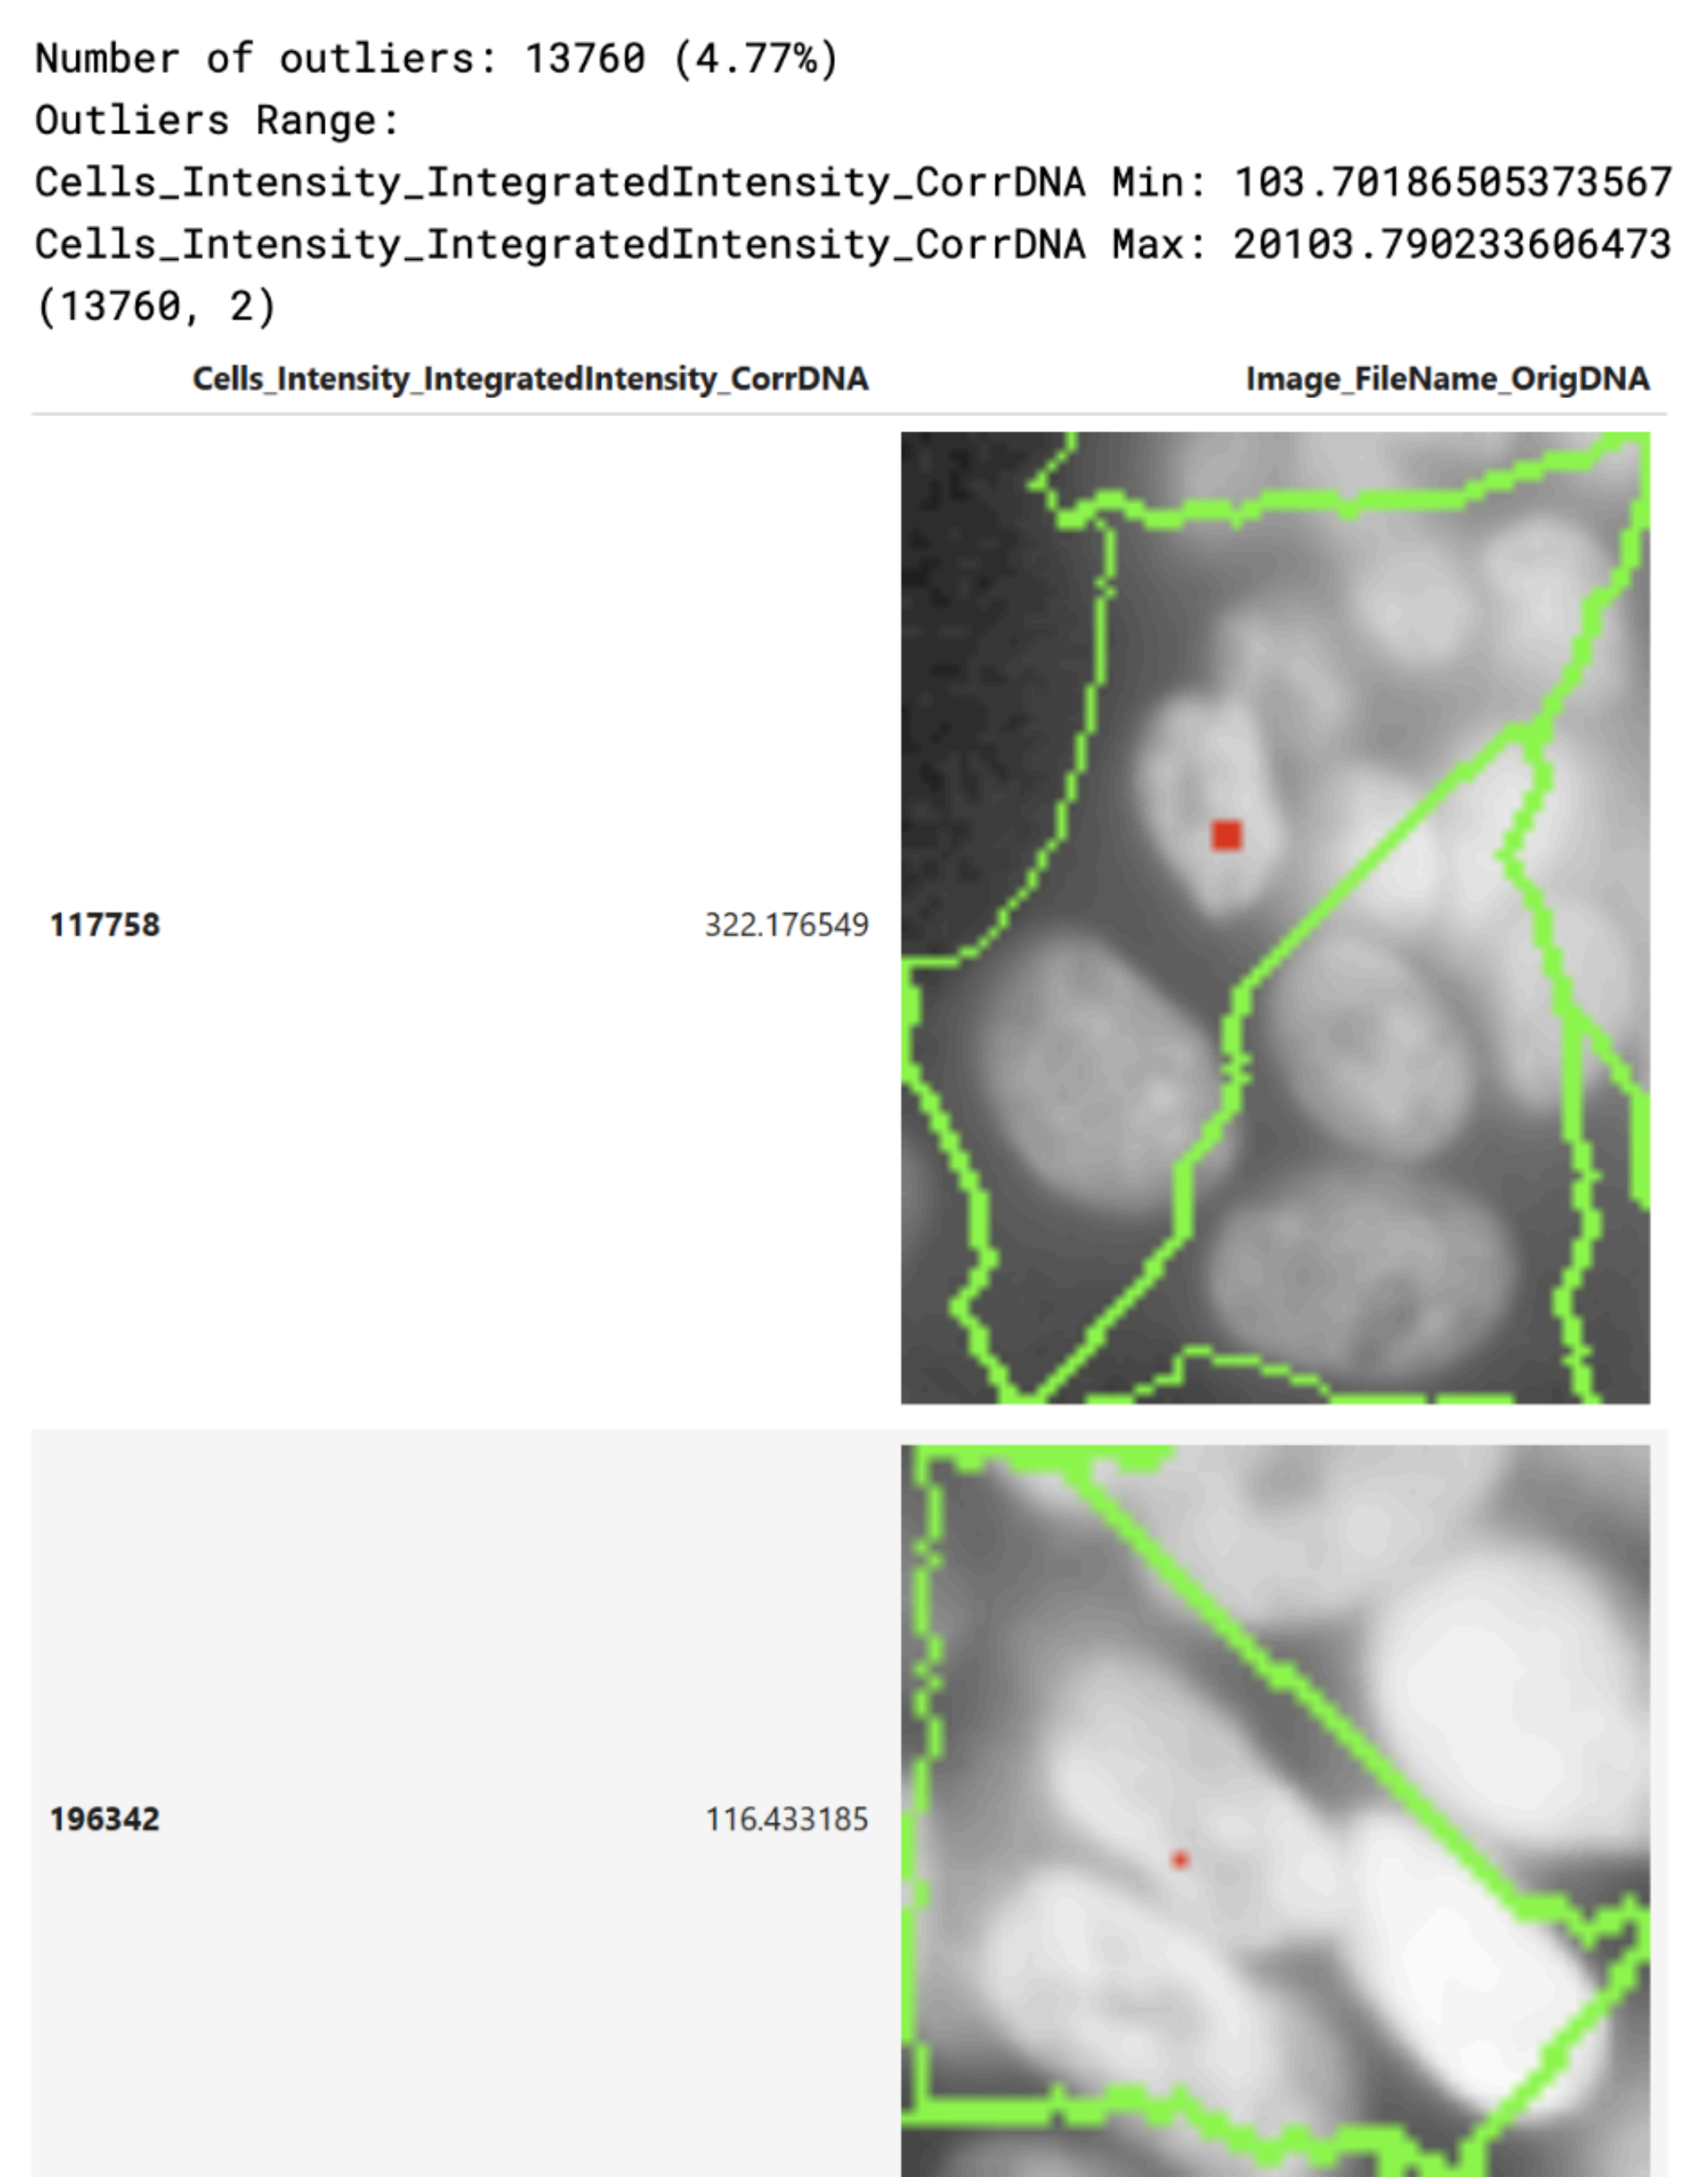 Number of outliers: 13760 (4.77%)
Outliers Range:
Cells_Intensity_IntegratedIntensity_CorrDNA Min: 103.70186505373567
Cells_Intensity_IntegratedIntensity_CorrDNA Max: 20103.790233606473
(13760, 2)
Cells_Intensity_IntegratedIntensity_CorrDNA Image_FileName_OrigDNA
117758 322.176549
196342 116.433185